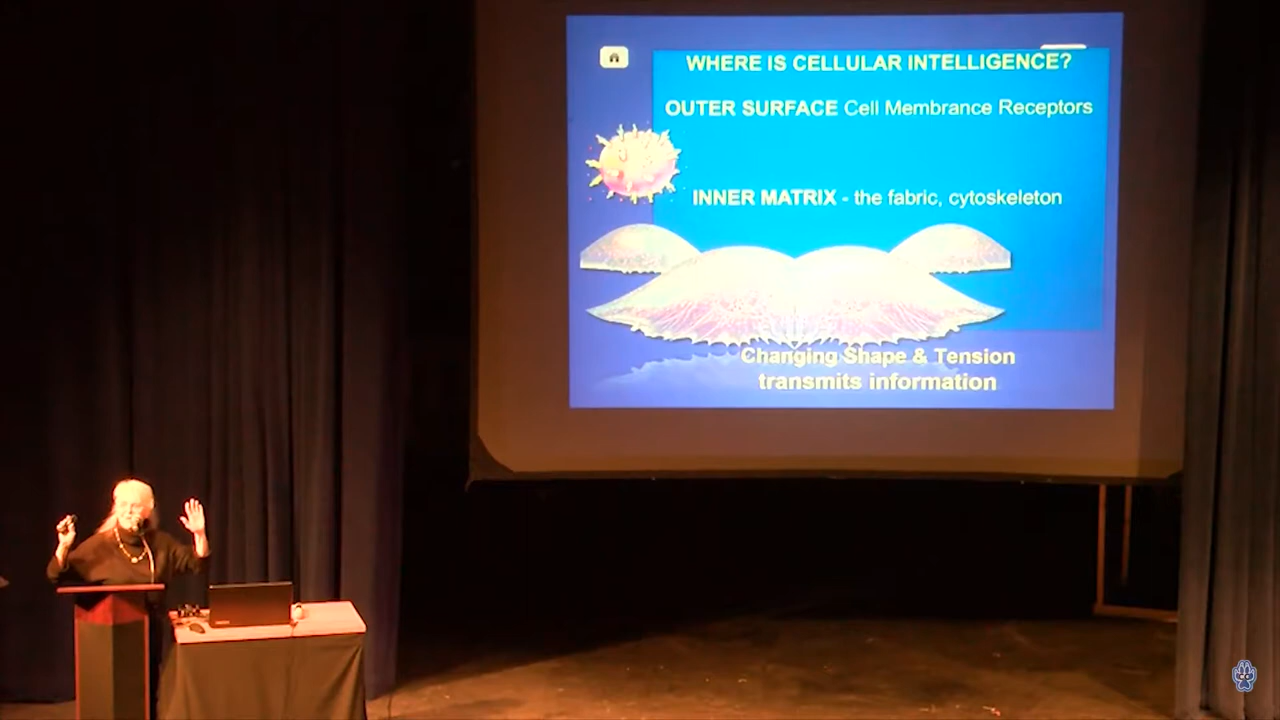 WHERE IS CELLULAR INTELLIGENCE?
OUTER SURFACE Cell Membrance Receptors
INNER MATRIX - the fabric, cytoskeleton
Changing Shape & Tension
transmits information